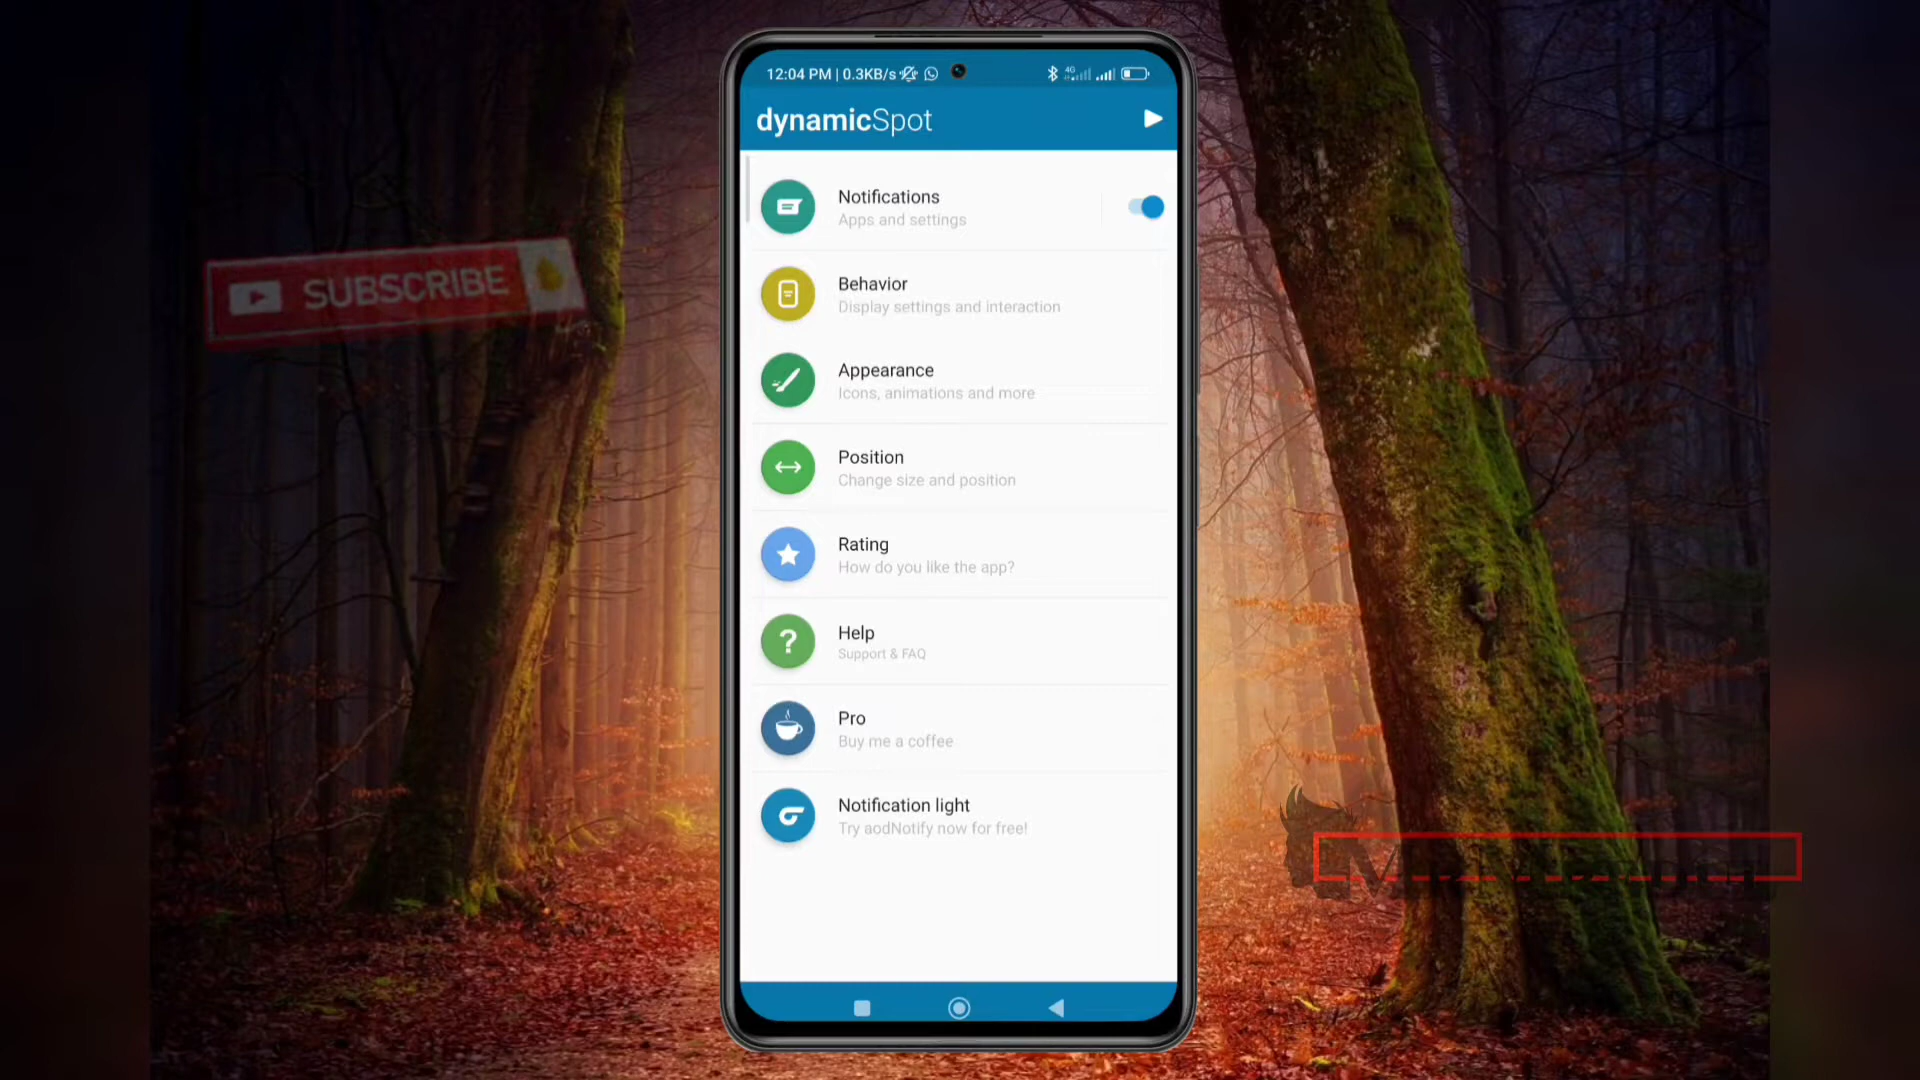 12:04 PM | 0.3KB/s
4G
dynamicSpot
Notifications
Apps and settings
Behavior
Display settings and interaction
Appearance
Icons, animations and more
Position
Change size and position
Rating
How do you like the app?
Help
Support & FAQ
Pro
Buy me a coffee
Notification light
Try aodNotify now for free!
SUBSCRIBE